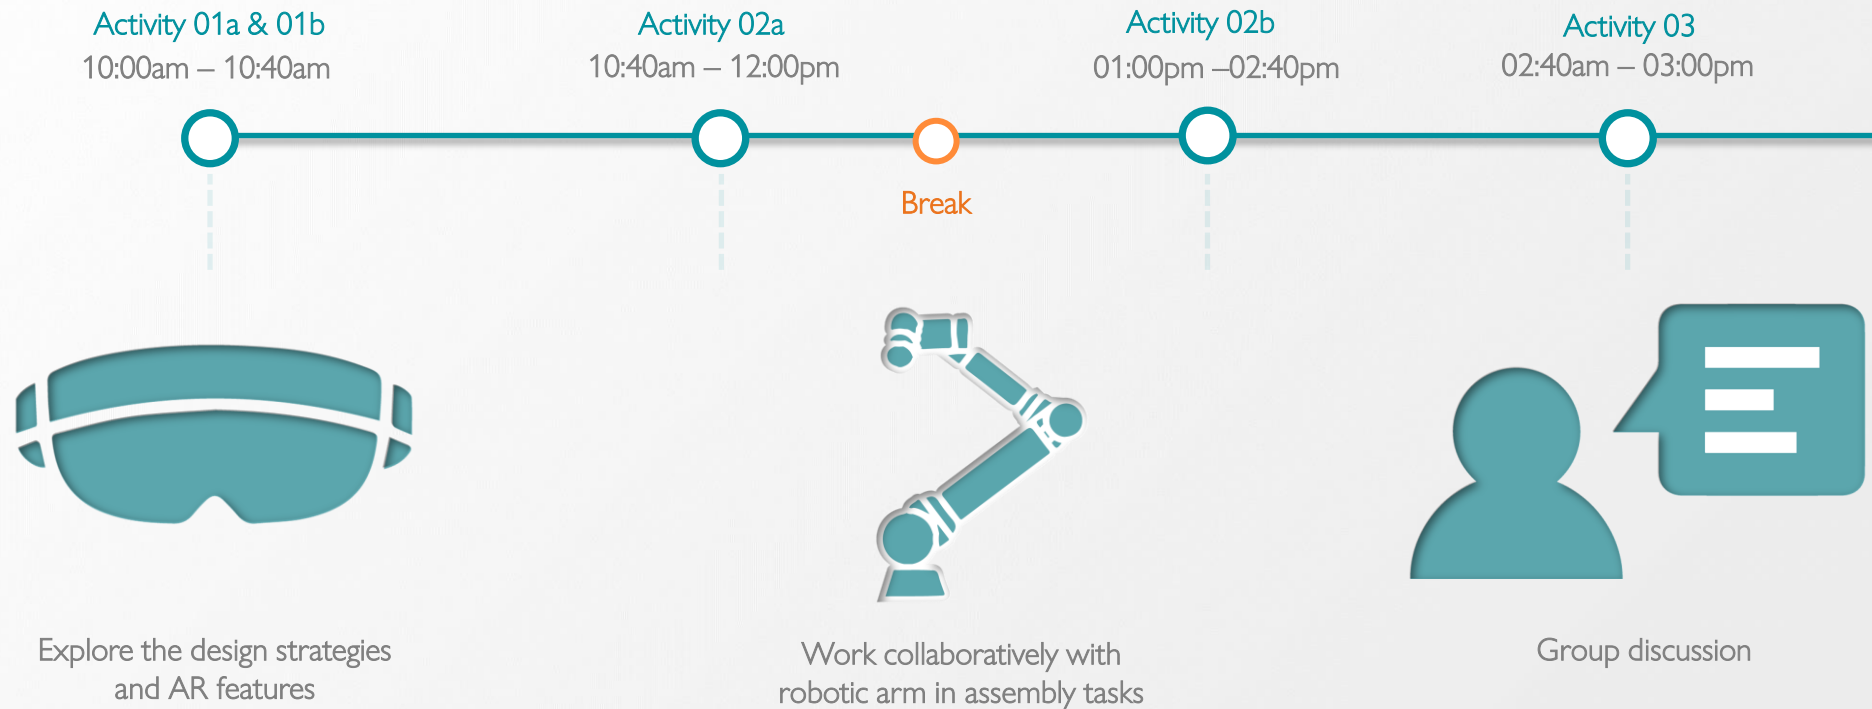 Activity 01a & 01b
10:00am – 10:40am
Activity 02a
10:40am – 12:00pm
Activity 02b
01:00pm –02:40pm
Activity 03
02:40am – 03:00pm
Break
Explore the design strategies
and AR features
Work collaboratively with
robotic arm in assembly tasks
Group discussion